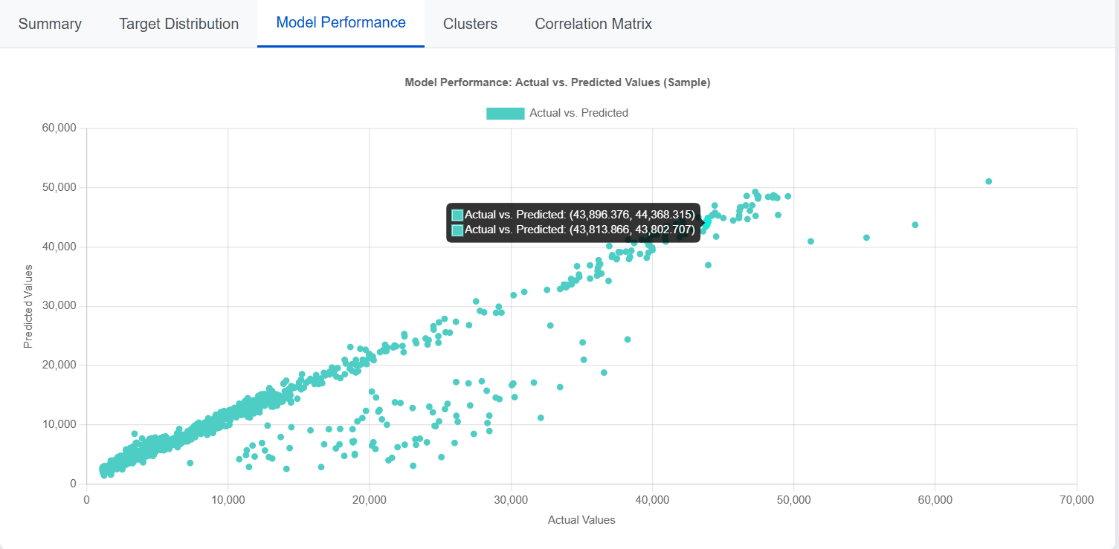 Summary Target Distribution Model Performance Clusters Correlation Matrix
Model Performance: Actual vs. Predicted Values (Sample)
Actual vs. Predicted
60,000
50,000
Actual vs. Predicted: (43,896.376, 44,368.315)
Actual vs. Predicted: (43,813.866, 43,802.707)
40,000
30,000
20,000
10,000
0
Predicted Values
0 10,000 20,000 30,000 40,000 50,000 60,000 70,000
Actual Values